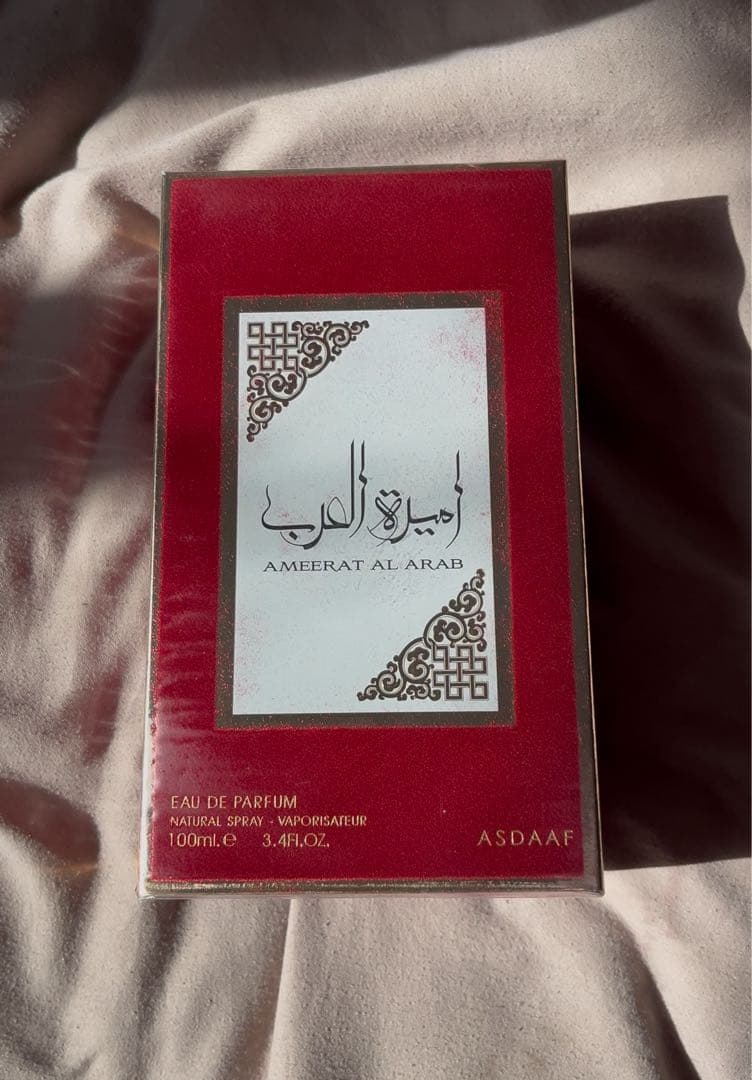 اميرة العرب
AMEERAT AL ARAB
EAU DE PARFUM
NATURAL SPRAY - VAPORISATEUR
100ml.e 3.4Fl.OZ.
ASDAAF